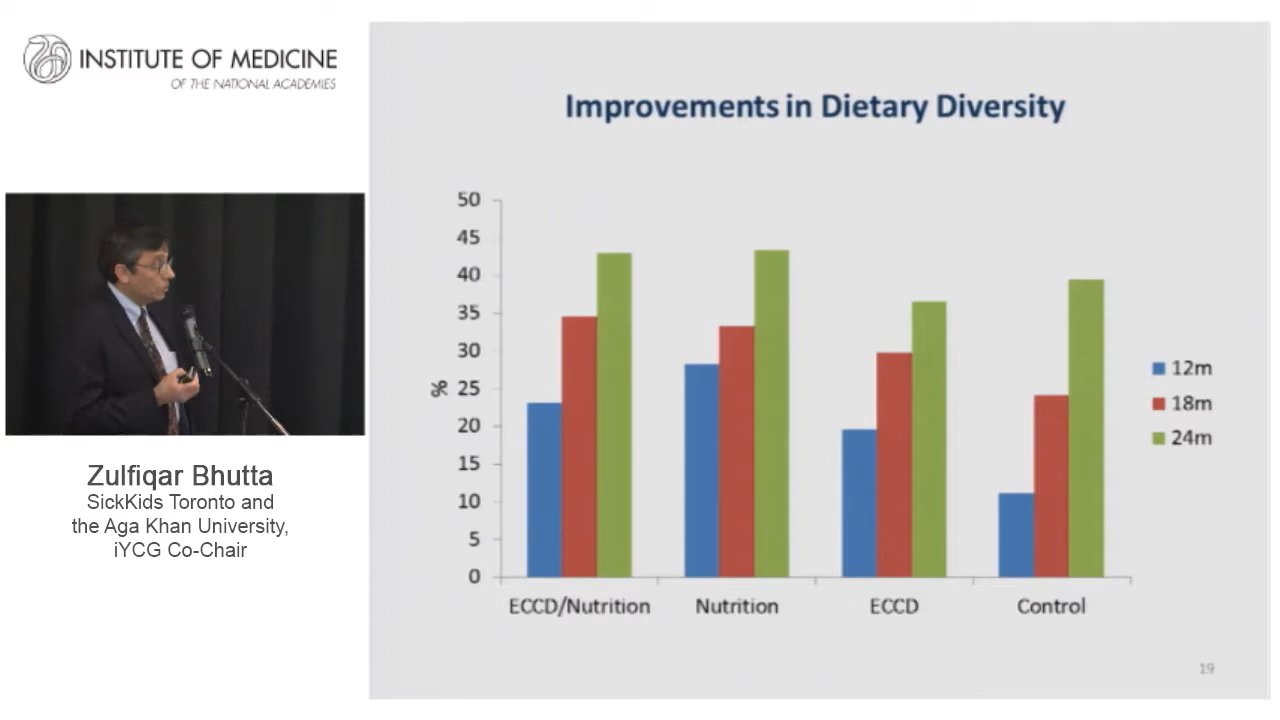 INSTITUTE OF MEDICINE
OF THE NATIONAL ACADEMIES
Zulfiqar Bhutta
SickKids Toronto and
the Aga Khan University,
iYCG Co-Chair
Improvements in Dietary Diversity
50
45
40
35
30
25
20
15
10
5
0
%
ECCD/Nutrition
Nutrition
ECCD
Control
12m
18m
24m
19